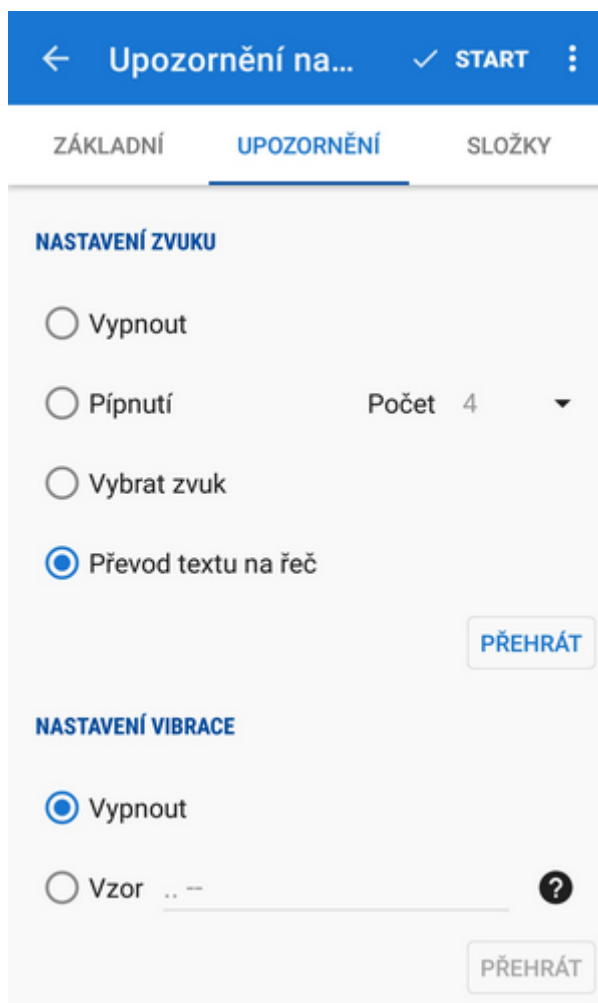 Upozornění na... START
ZÁKLADNÍ UPOZORNĚNÍ SLOŽKY
NASTAVENÍ ZVUKU
Vypnout
Pípnutí Počet 4
Vybrat zvuk
Převod textu na řeč
PŘEHRÁT
NASTAVENÍ VIBRACE
Vypnout
Vzor .. --
PŘEHRÁT